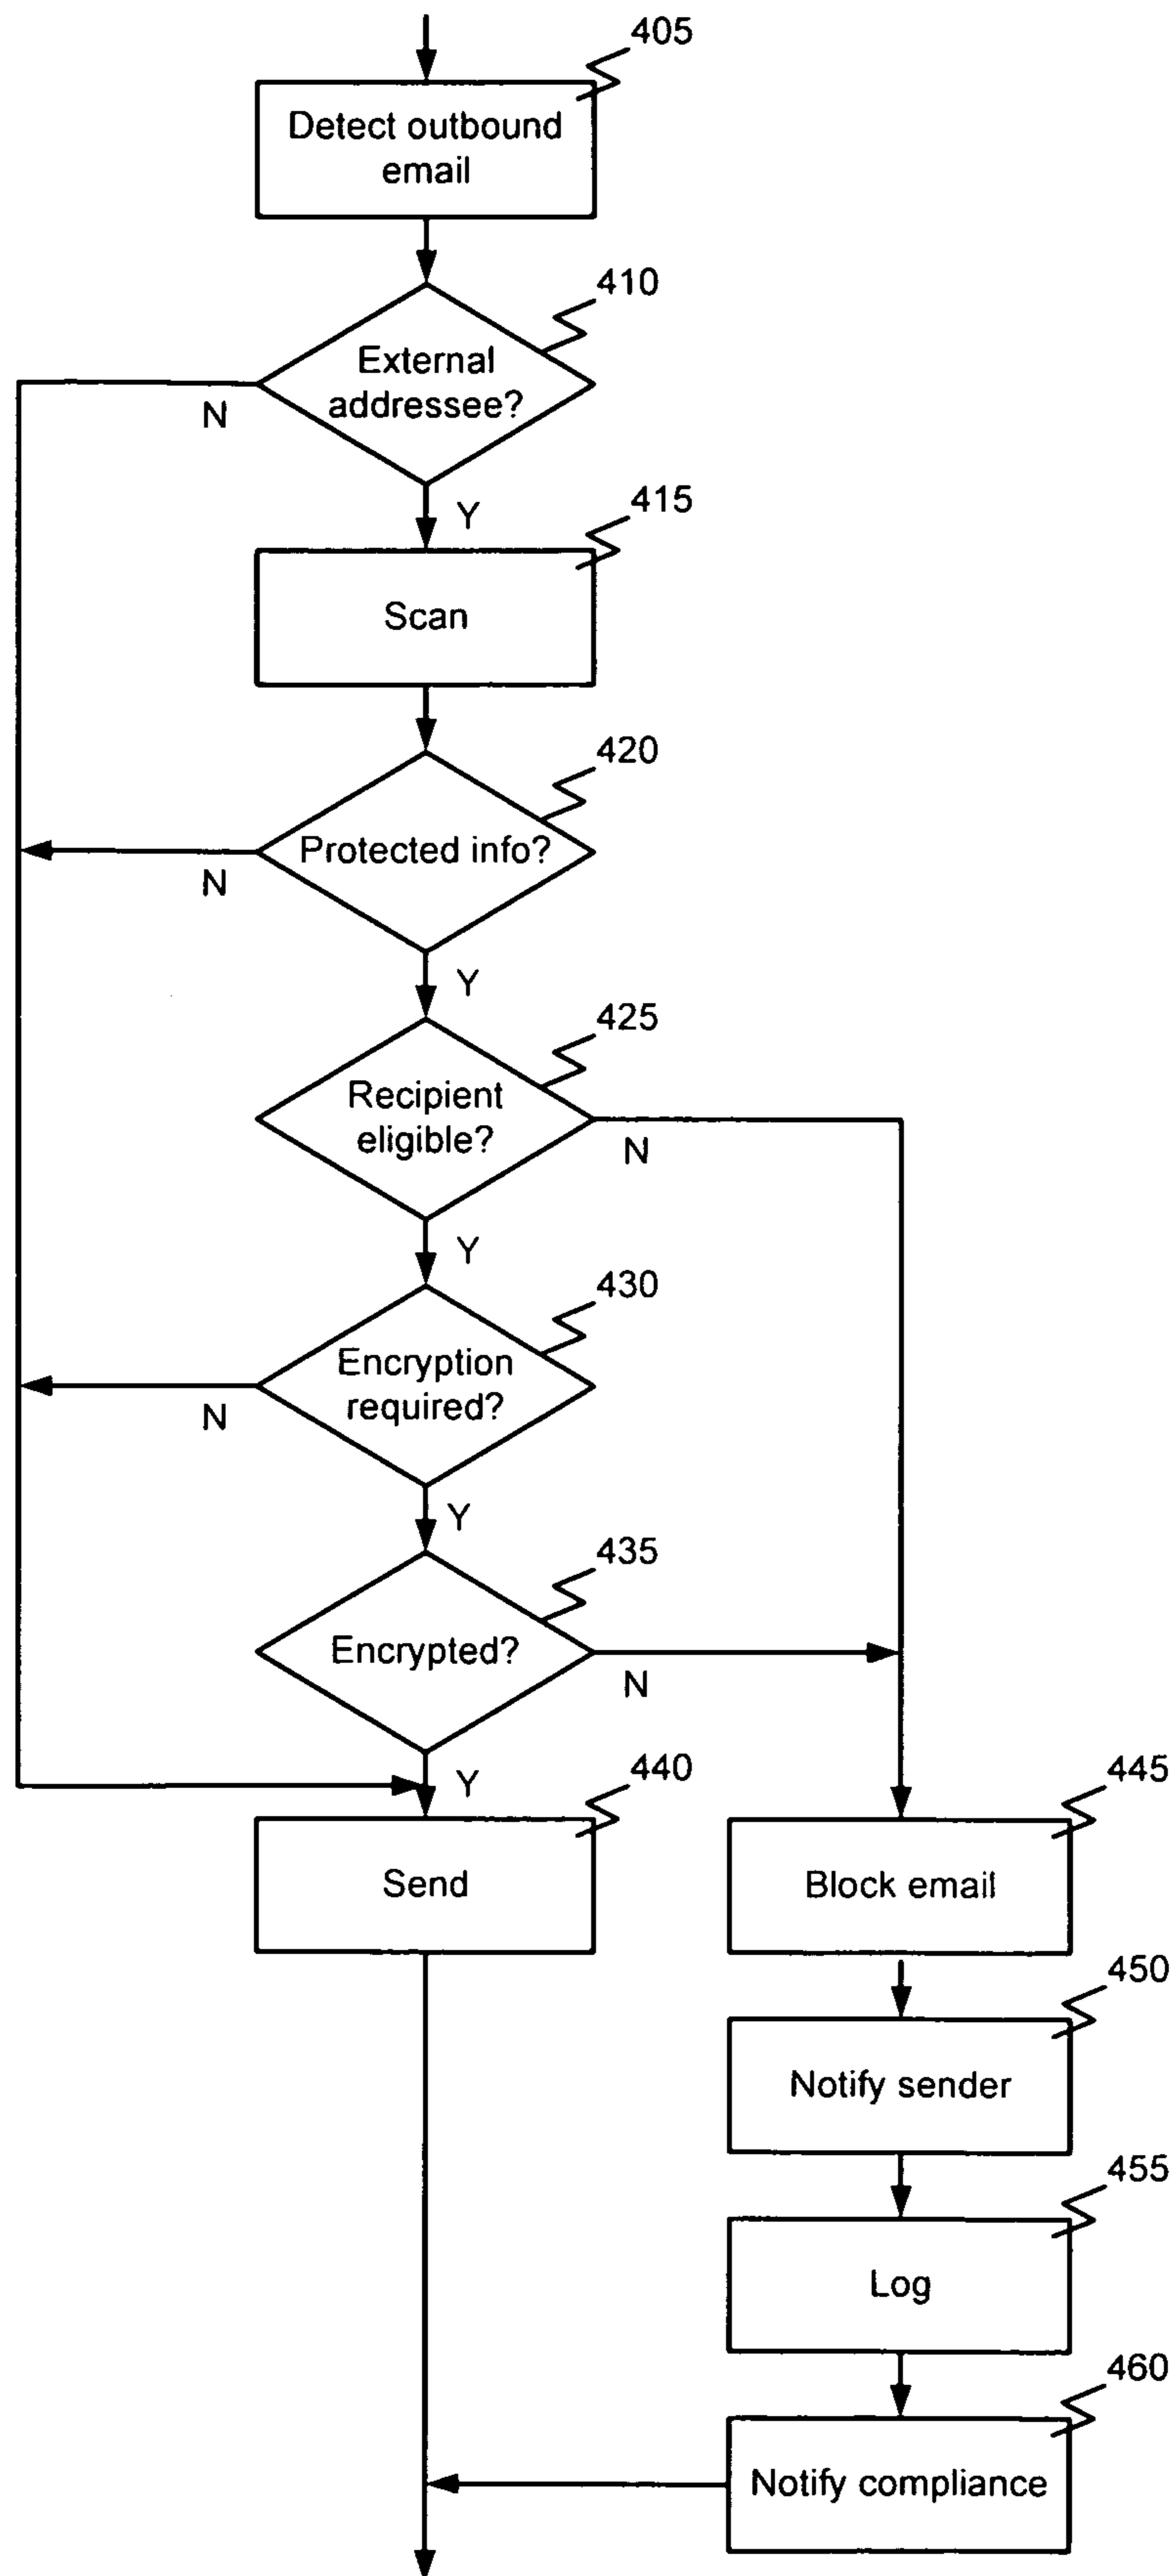 405
Detect outbound
email
410
External
addressee?
N
Y
415
Scan
420
Protected info?
N
Y
425
Recipient
eligible?
N
Y
430
Encryption
required?
N
Y
435
Encrypted?
N
Y
440
Send
445
Block email
450
Notify sender
455
Log
460
Notify compliance